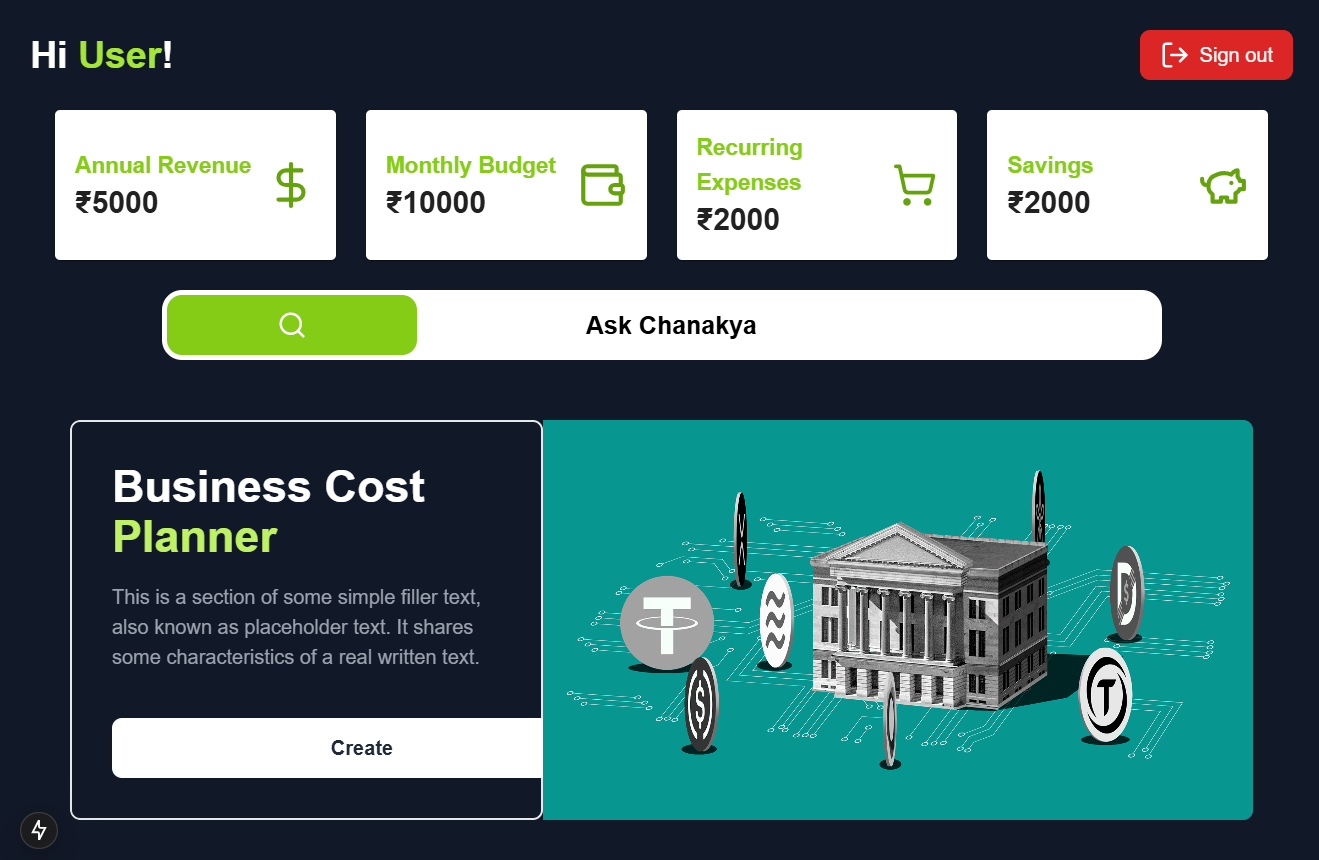 Hi User!
Sign out
Annual Revenue
₹5000
Monthly Budget
₹10000
Recurring
Expenses
₹2000
Savings
₹2000
Ask Chanakya
Business Cost
Planner
This is a section of some simple filler text,
also known as placeholder text. It shares
some characteristics of a real written text.
Create